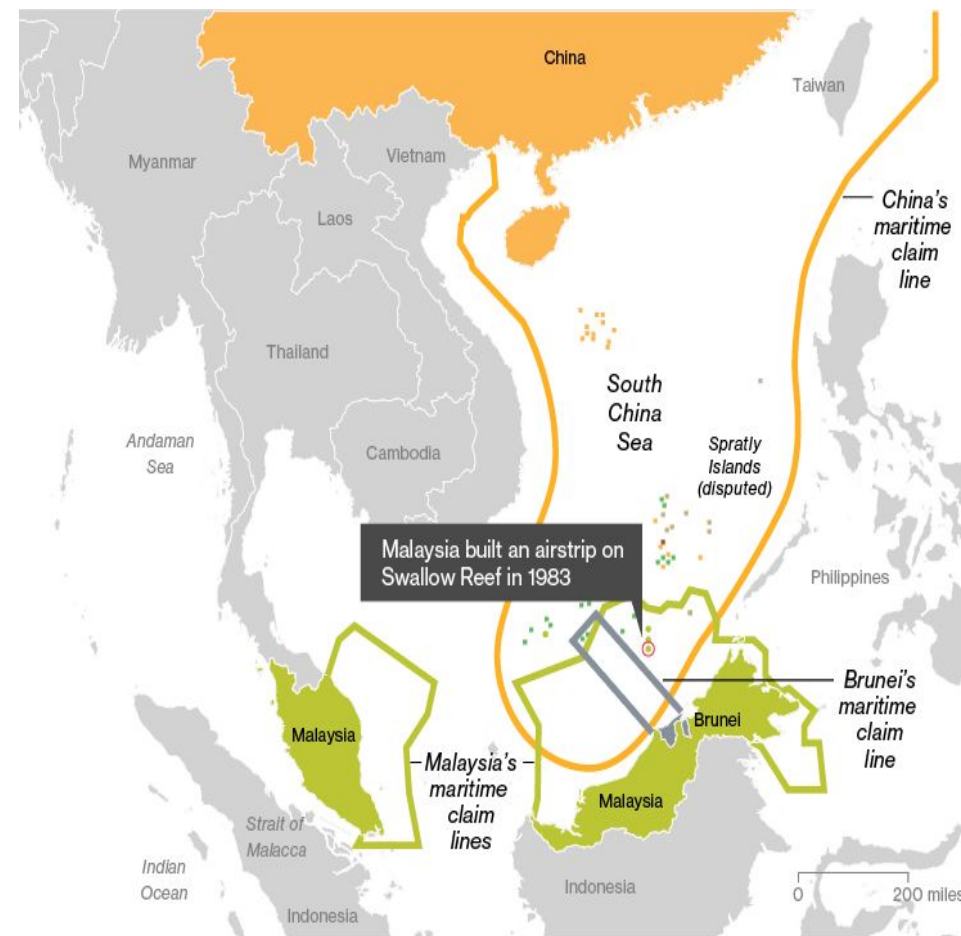 China
Taiwan
Myanmar
Vietnam
Laos
China's
maritime
claim
line
Thailand
South
China
Sea
Andaman
Sea
Cambodia
Spratly
Islands
(disputed)
Malaysia built an airstrip on
Swallow Reef in 1983
Philippines
Brunei's
maritime
claim
line
Brunei
Malaysia
Malaysia's
maritime
claim
lines
Malaysia
Strait of
Malacca
Indian
Ocean
Indonesia
Indonesia
0 200 miles